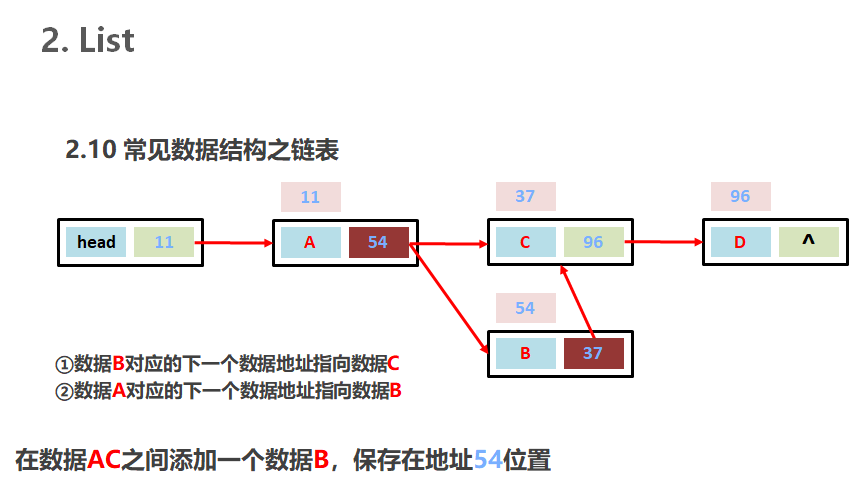 2. List
2.10 常见数据结构之链表
11
37
96
head 11
A 54
C 96
D ^
54
B 37
①数据B对应的下一个数据地址指向数据C
②数据A对应的下一个数据地址指向数据B
在数据AC之间添加一个数据B，保存在地址54位置